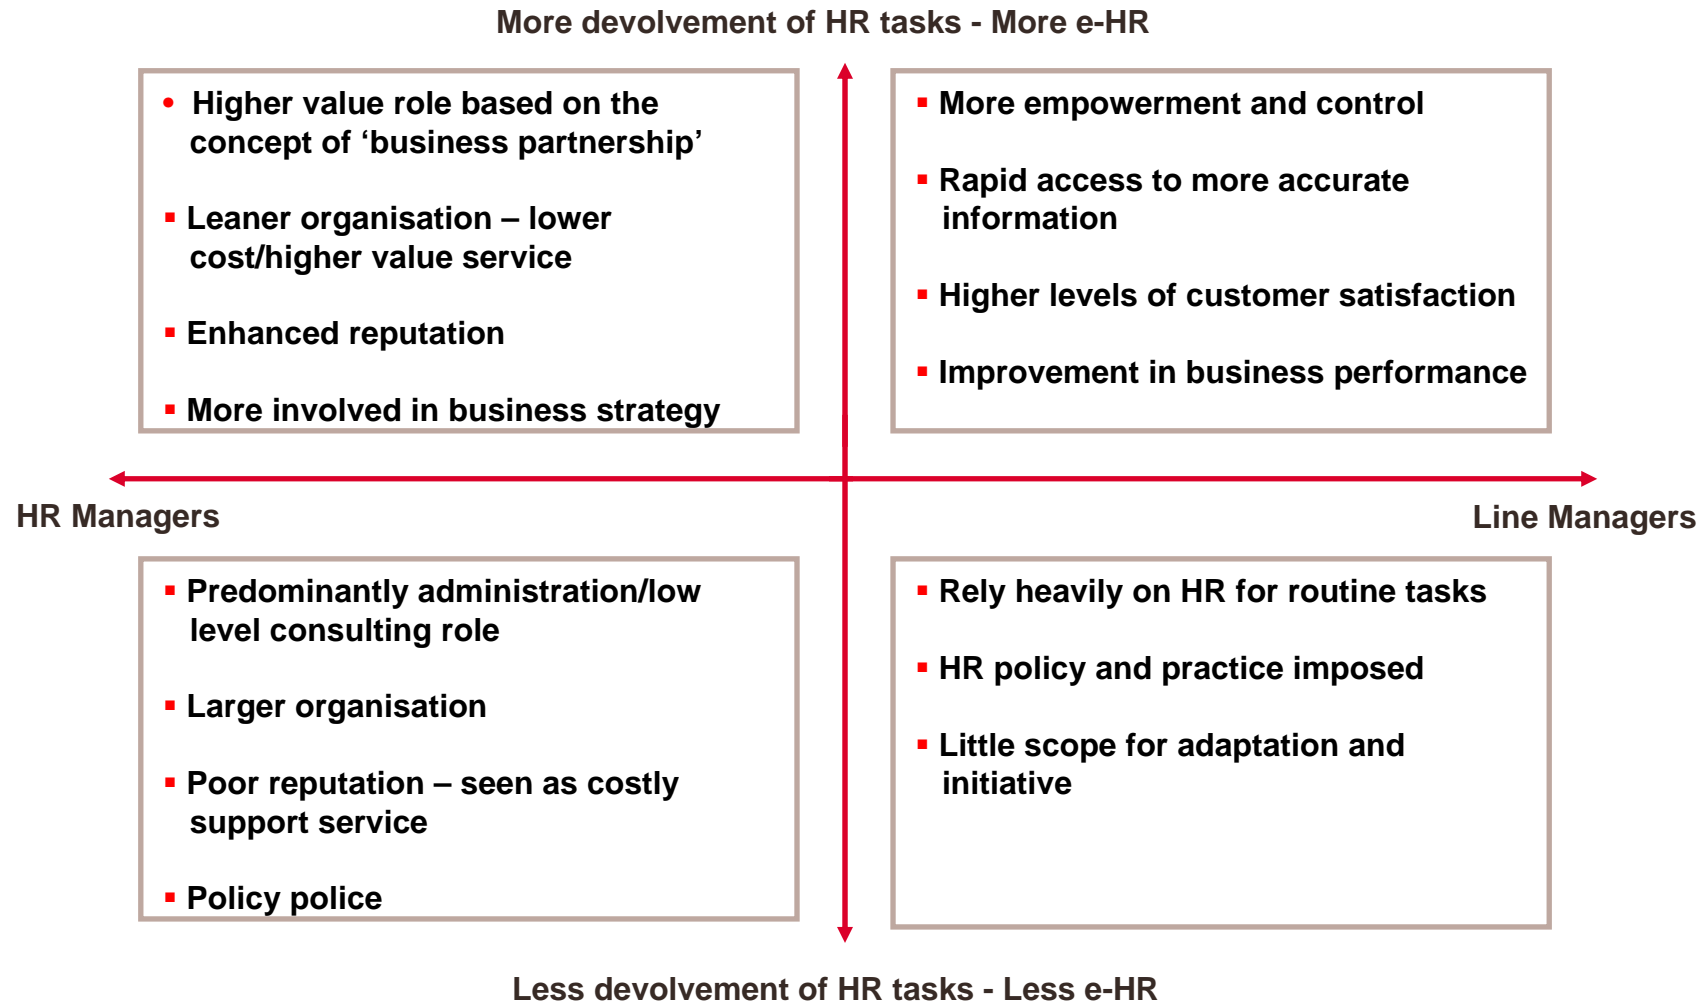 More devolvement of HR tasks - More e-HR
• Higher value role based on the
concept of ‘business partnership’
▪ Leaner organisation – lower
cost/higher value service
▪ Enhanced reputation
▪ More involved in business strategy
▪ More empowerment and control
▪ Rapid access to more accurate
information
▪ Higher levels of customer satisfaction
▪ Improvement in business performance
HR Managers
Line Managers
▪ Predominantly administration/low
level consulting role
▪ Larger organisation
▪ Poor reputation – seen as costly
support service
▪ Policy police
▪ Rely heavily on HR for routine tasks
▪ HR policy and practice imposed
▪ Little scope for adaptation and
initiative
Less devolvement of HR tasks - Less e-HR